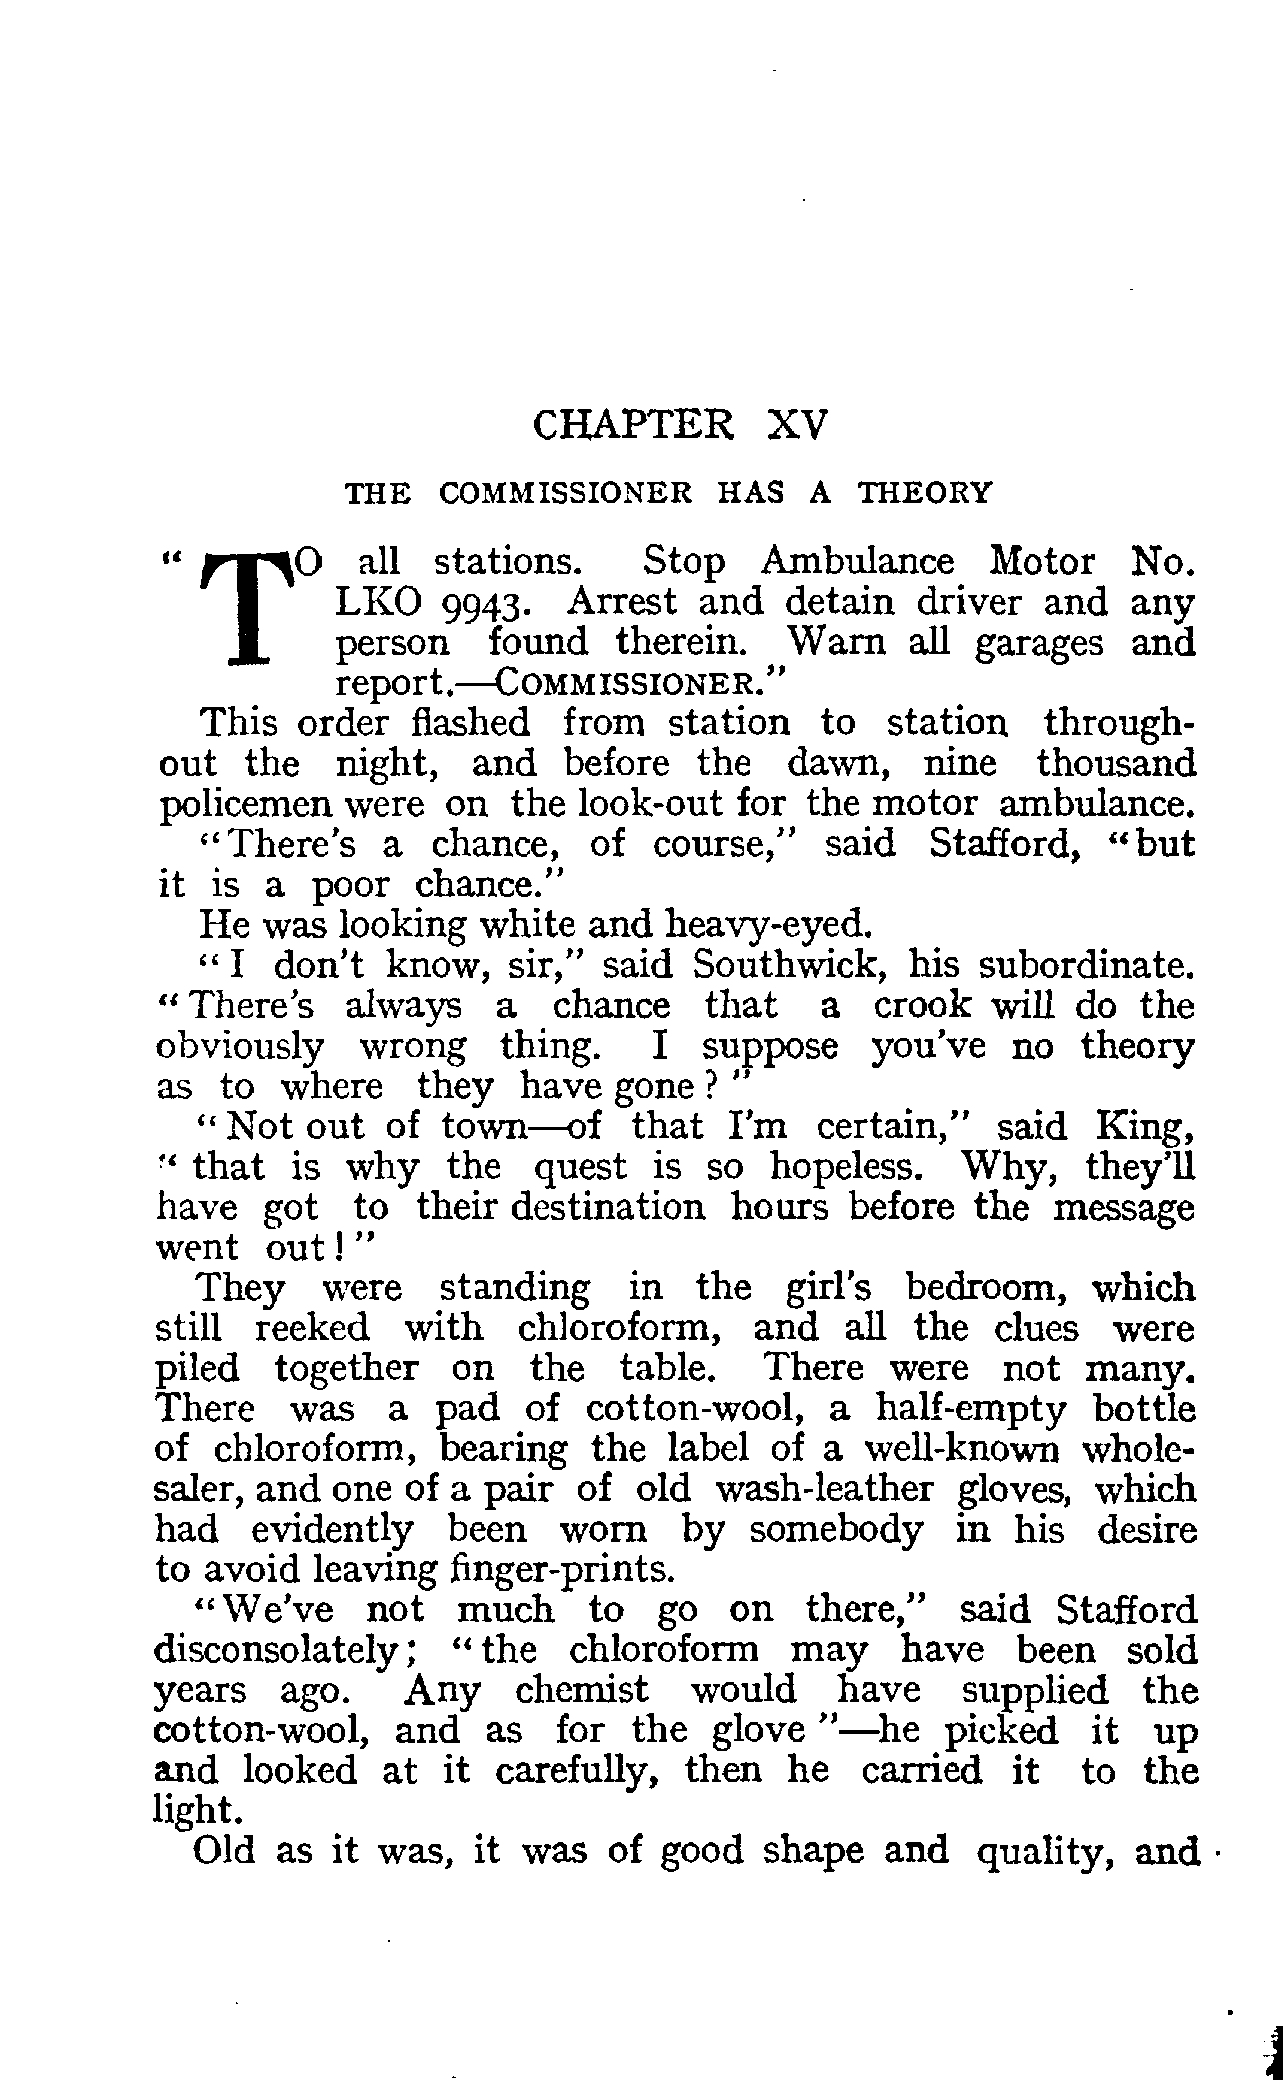 CHAPTER XV
THE COMMISSIONER HAS A THEORY
"TO all stations. Stop Ambulance Motor No.
LKO 9943. Arrest and detain driver and any
person found therein. Warn all garages and
report.—COMMISSIONER."
This order flashed from station to station through-
out the night, and before the dawn, nine thousand
policemen were on the look-out for the motor ambulance.
"There's a chance, of course," said Stafford, "but
it is a poor chance."
He was looking white and heavy-eyed.
"I don't know, sir," said Southwick, his subordinate.
"There's always a chance that a crook will do the
obviously wrong thing. I suppose you've no theory
as to where they have gone?"
"Not out of town—of that I'm certain," said King,
"that is why the quest is so hopeless. Why, they'll
have got to their destination hours before the message
went out!"
They were standing in the girl's bedroom, which
still reeked with chloroform, and all the clues were
piled together on the table. There were not many.
There was a pad of cotton-wool, a half-empty bottle
of chloroform, bearing the label of a well-known whole-
saler, and one of a pair of old wash-leather gloves, which
had evidently been worn by somebody in his desire
to avoid leaving finger-prints.
"We've not much to go on there," said Stafford
disconsolately; "the chloroform may have been sold
years ago. Any chemist would have supplied the
cotton-wool, and as for the glove"—he picked it up
and looked at it carefully, then he carried it to the
light.
Old as it was, it was of good shape and quality, and